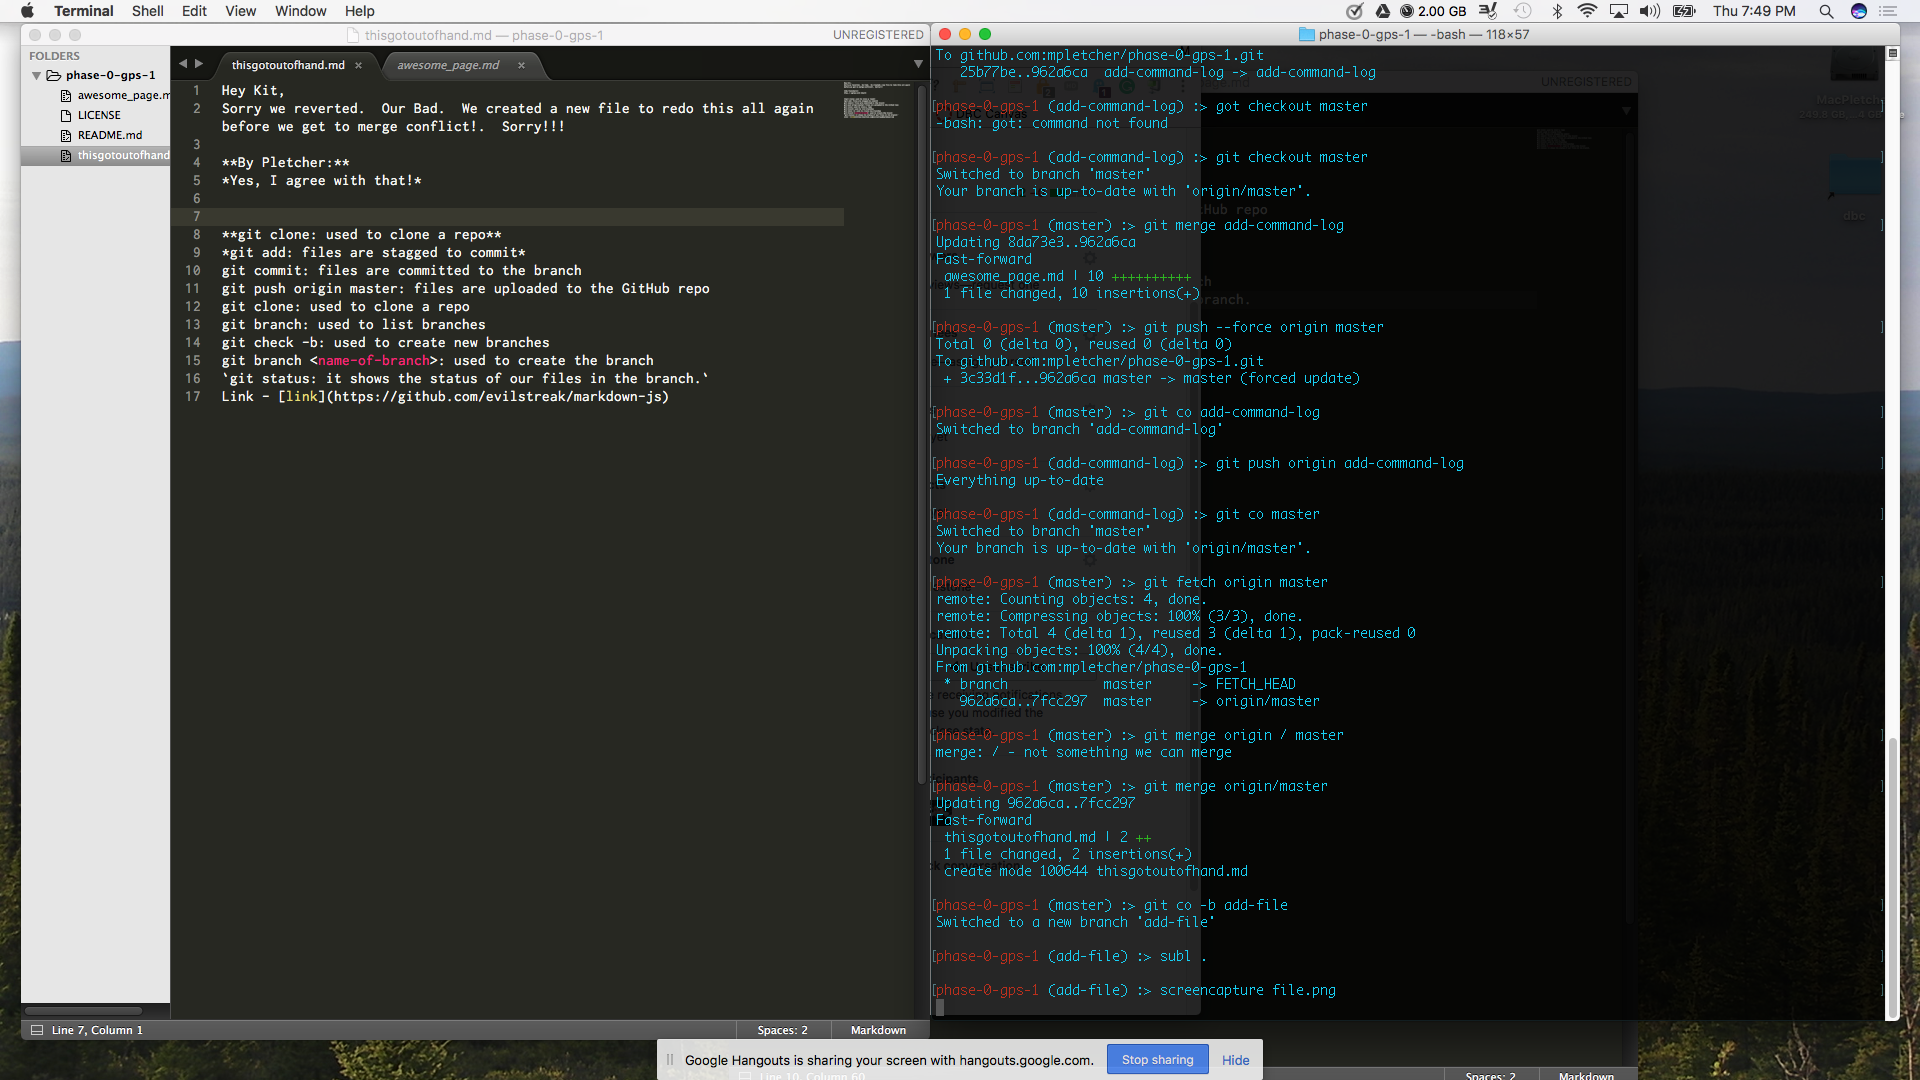 Terminal Shell Edit View Window Help
2.00 GB Thu 7:49 PM
thisgotoutofhand.md — phase-0-gps-1 UNREGISTERED
FOLDERS
phase-0-gps-1
awesome_page.m
LICENSE
README.md
thisgotoutofhand
thisgotoutofhand.md × awesome_page.md ×
1 Hey Kit,
2 Sorry we reverted. Our Bad. We created a new file to redo this all again
before we get to merge conflict!. Sorry!!!
3
4 **By Pletcher:**
5 *Yes, I agree with that!*
6
7
8 **git clone: used to clone a repo**
9 *git add: files are stagged to commit*
10 git commit: files are committed to the branch
11 git push origin master: files are uploaded to the GitHub repo
12 git clone: used to clone a repo
13 git branch: used to list branches
14 git check -b: used to create new branches
15 git branch <name-of-branch>: used to create the branch
16 `git status: it shows the status of our files in the branch.`
17 Link - [link](https://github.com/evilstreak/markdown-js)
Line 7, Column 1 Spaces: 2 Markdown
phase-0-gps-1 — -bash — 118×57
To github.com:mpletcher/phase-0-gps-1.git
25b77be..962a6ca add-command-log -> add-command-log
[phase-0-gps-1 (add-command-log) :> got checkout master ]
-bash: got: command not found
[phase-0-gps-1 (add-command-log) :> git checkout master ]
Switched to branch 'master'
Your branch is up-to-date with 'origin/master'.
[phase-0-gps-1 (master) :> git merge add-command-log ]
Updating 8da73e3..962a6ca
Fast-forward
awesome_page.md | 10 ++++++++++
1 file changed, 10 insertions(+)
[phase-0-gps-1 (master) :> git push --force origin master ]
Total 0 (delta 0), reused 0 (delta 0)
To github.com:mpletcher/phase-0-gps-1.git
+ 3c33d1f...962a6ca master -> master (forced update)
[phase-0-gps-1 (master) :> git co add-command-log ]
Switched to branch 'add-command-log'
[phase-0-gps-1 (add-command-log) :> git push origin add-command-log ]
Everything up-to-date
[phase-0-gps-1 (add-command-log) :> git co master ]
Switched to branch 'master'
Your branch is up-to-date with 'origin/master'.
[phase-0-gps-1 (master) :> git fetch origin master ]
remote: Counting objects: 4, done.
remote: Compressing objects: 100% (3/3), done.
remote: Total 4 (delta 1), reused 3 (delta 1), pack-reused 0
Unpacking objects: 100% (4/4), done.
From github.com:mpletcher/phase-0-gps-1
* branch master -> FETCH_HEAD
962a6ca..7fcc297 master -> origin/master
[phase-0-gps-1 (master) :> git merge origin / master ]
merge: / - not something we can merge
[phase-0-gps-1 (master) :> git merge origin/master ]
Updating 962a6ca..7fcc297
Fast-forward
thisgotoutofhand.md | 2 ++
1 file changed, 2 insertions(+)
create mode 100644 thisgotoutofhand.md
[phase-0-gps-1 (master) :> git co -b add-file ]
Switched to a new branch 'add-file'
[phase-0-gps-1 (add-file) :> subl . ]
[phase-0-gps-1 (add-file) :> screencapture file.png ]
UNREGISTERED
dbc
Google Hangouts is sharing your screen with hangouts.google.com. Stop sharing Hide
Spaces: 2 Markdown